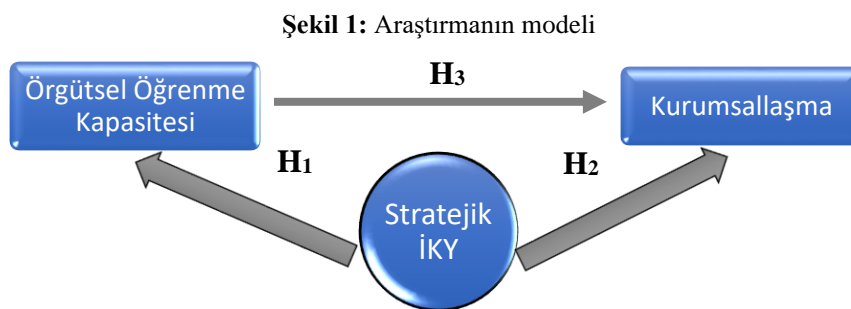 Şekil 1: Araştırmanın modeli
Örgütsel Öğrenme
Kapasitesi
H3
Kurumsallaşma
H1
H2
Stratejik
İKY